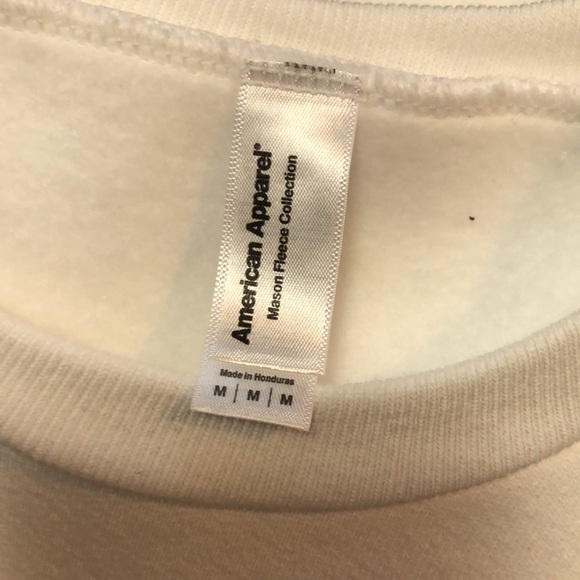 American Apparel®
Mason Fleece Collection
Made in Honduras
M | M | M